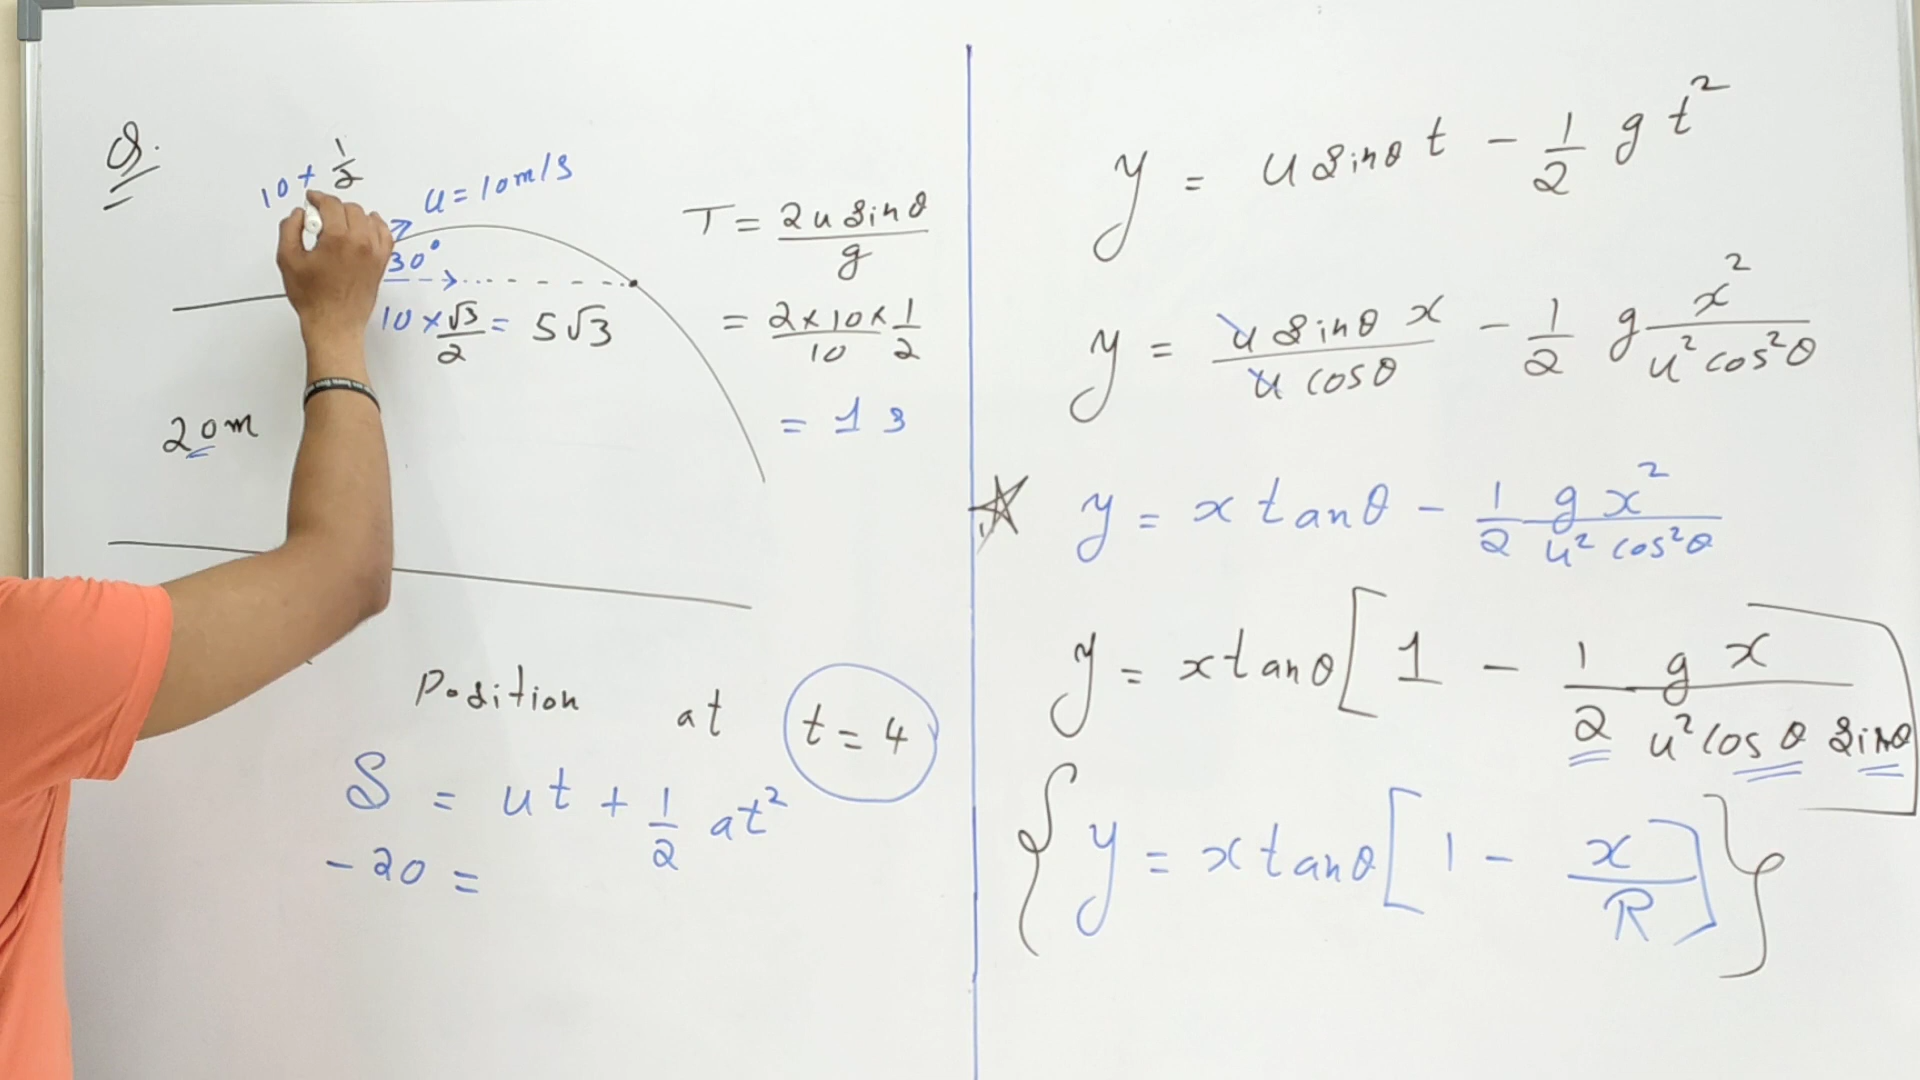 Q.
10 + 1/2
u = 10 m/s
30°
10 × √3/2 = 5√3
20m
T = 2u sinθ / g
= 2×10×1 / 10 2
= 1 s
Position at t = 4
S = ut + 1/2 at²
-20 =
y = u sinθ t - 1/2 g t²
y = u sinθ x / u cosθ - 1/2 g x² / u² cos²θ
y = x tanθ - 1/2 g x² / u² cos²θ
y = x tanθ [ 1 - 1 g x / 2 u² cosθ sinθ
{ y = x tanθ [ 1 - x/R ] }